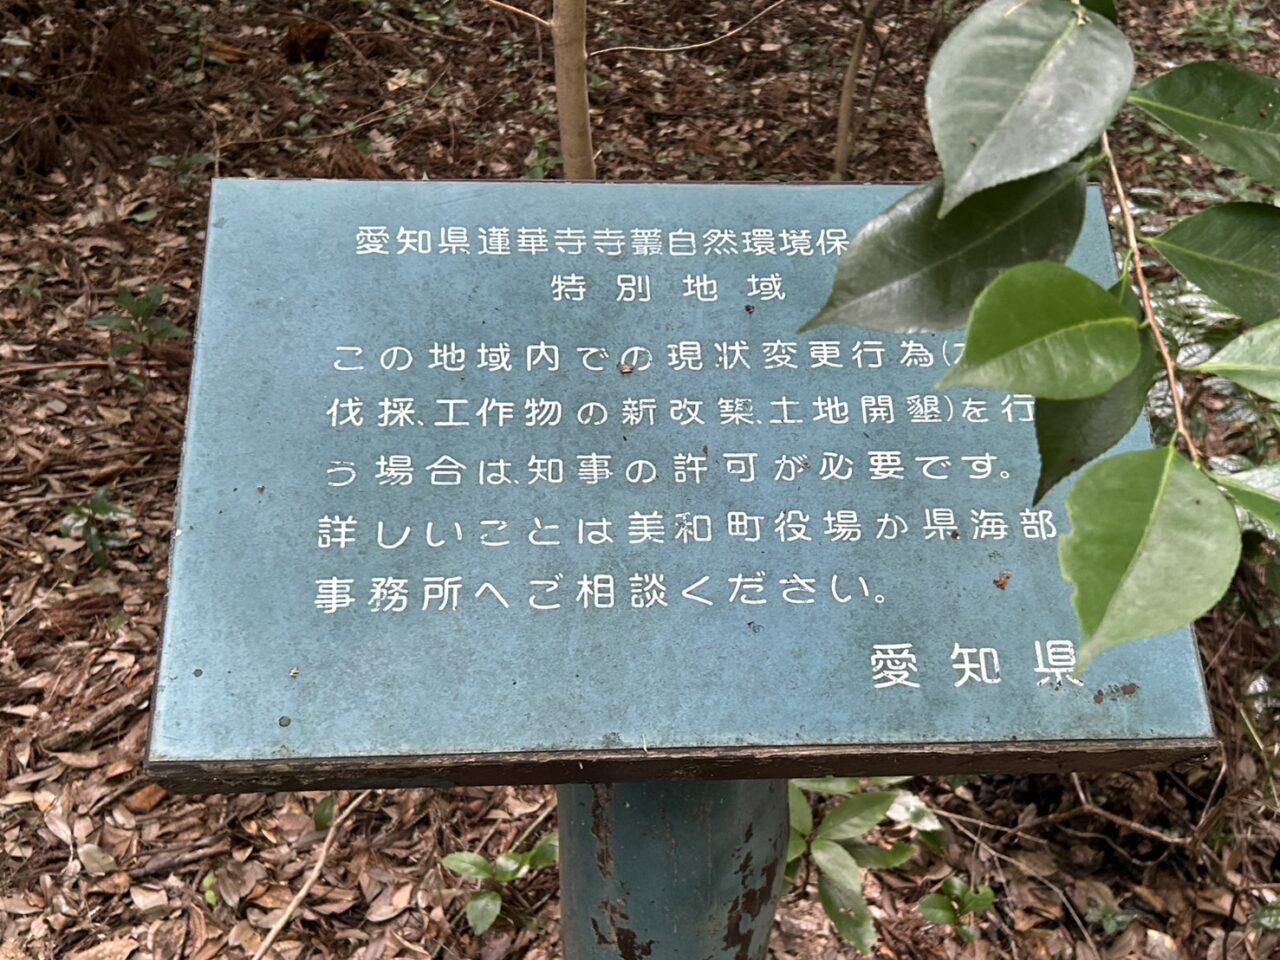 愛知県蓮華寺寺叢自然環境保
特別地域
この地域内での現状変更行為(
伐採、工作物の新改築、土地開墾)を行
う場合は、知事の許可が必要です。
詳しいことは美和町役場か県海部
事務所へご相談ください。
愛知県